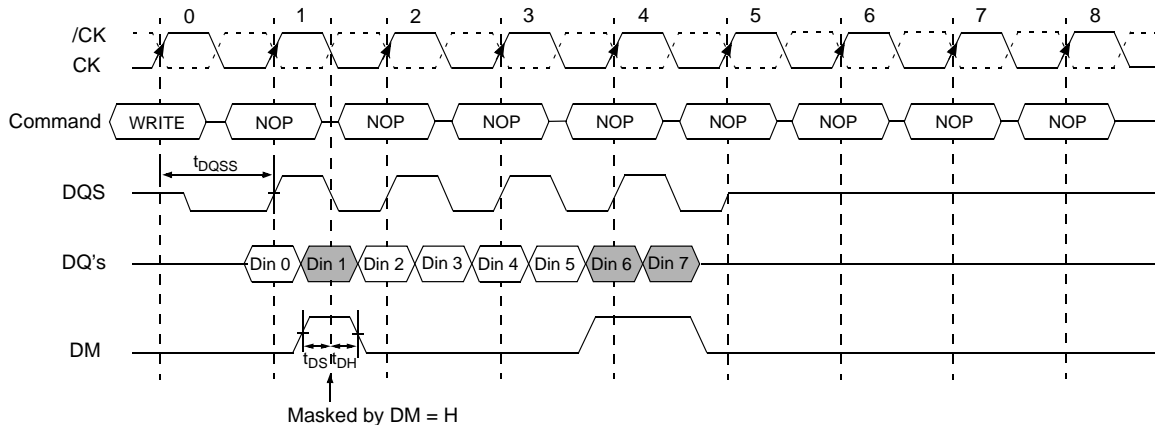 0 1 2 3 4 5 6 7 8
/CK
CK
Command WRITE NOP NOP NOP NOP NOP NOP NOP NOP
tDQSS
DQS
DQ's Din 0 Din 1 Din 2 Din 3 Din 4 Din 5 Din 6 Din 7
DM
tDS tDH
Masked by DM = H